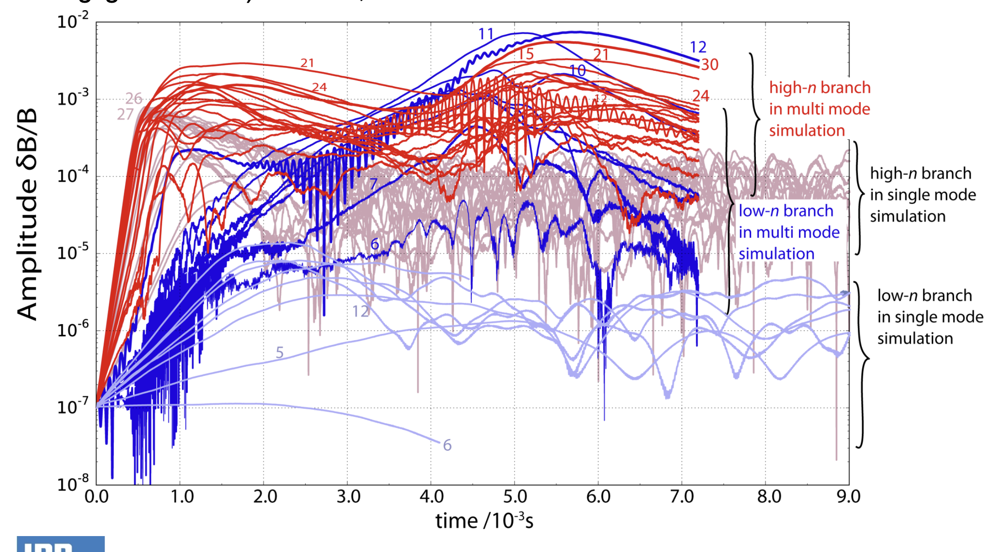 10-2
10-3
10-4
10-5
10-6
10-7
10-8
Amplitude δB/B
0.0 1.0 2.0 3.0 4.0 5.0 6.0 7.0 8.0 9.0
time /10-3s
11
12
21
15
21
30
10
24
26
24
12
27
7
6
11
12
5
6
high-n branch
in multi mode
simulation
high-n branch
in single mode
simulation
low-n branch
in multi mode
simulation
low-n branch
in single mode
simulation